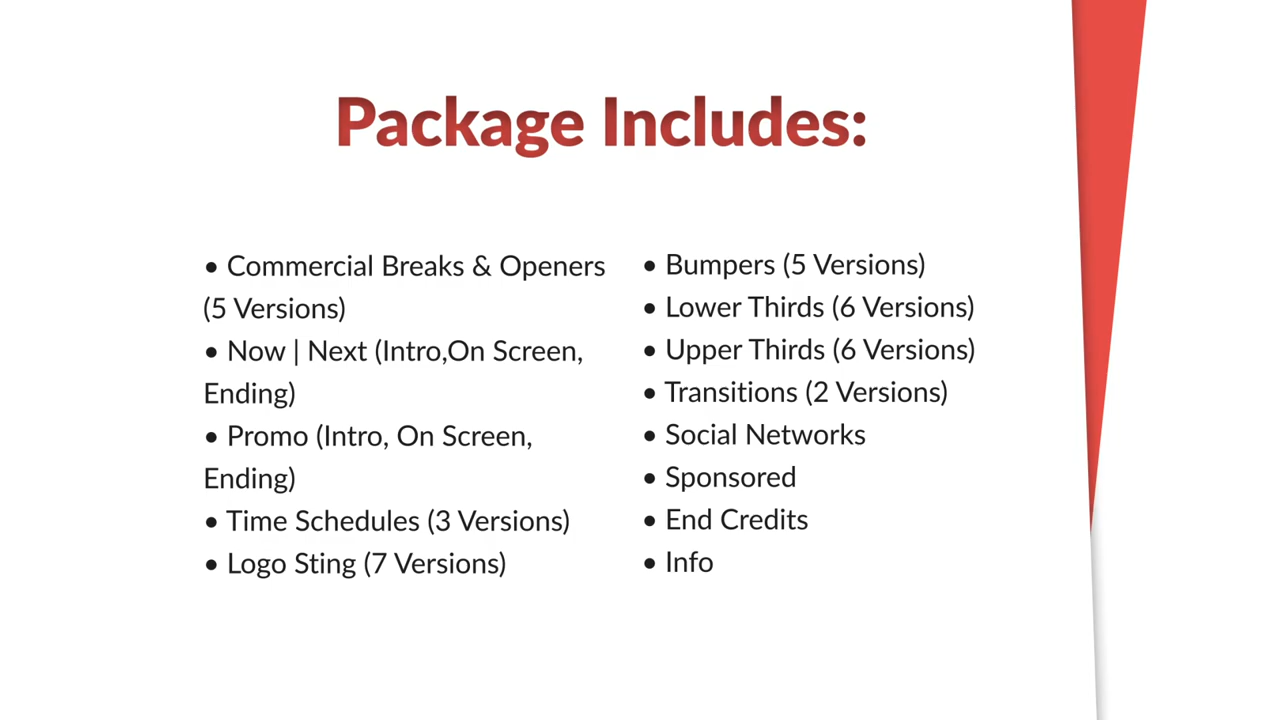 Package Includes:
• Commercial Breaks & Openers
(5 Versions)
• Now | Next (Intro,On Screen,
Ending)
• Promo (Intro, On Screen,
Ending)
• Time Schedules (3 Versions)
• Logo Sting (7 Versions)
• Bumpers (5 Versions)
• Lower Thirds (6 Versions)
• Upper Thirds (6 Versions)
• Transitions (2 Versions)
• Social Networks
• Sponsored
• End Credits
• Info